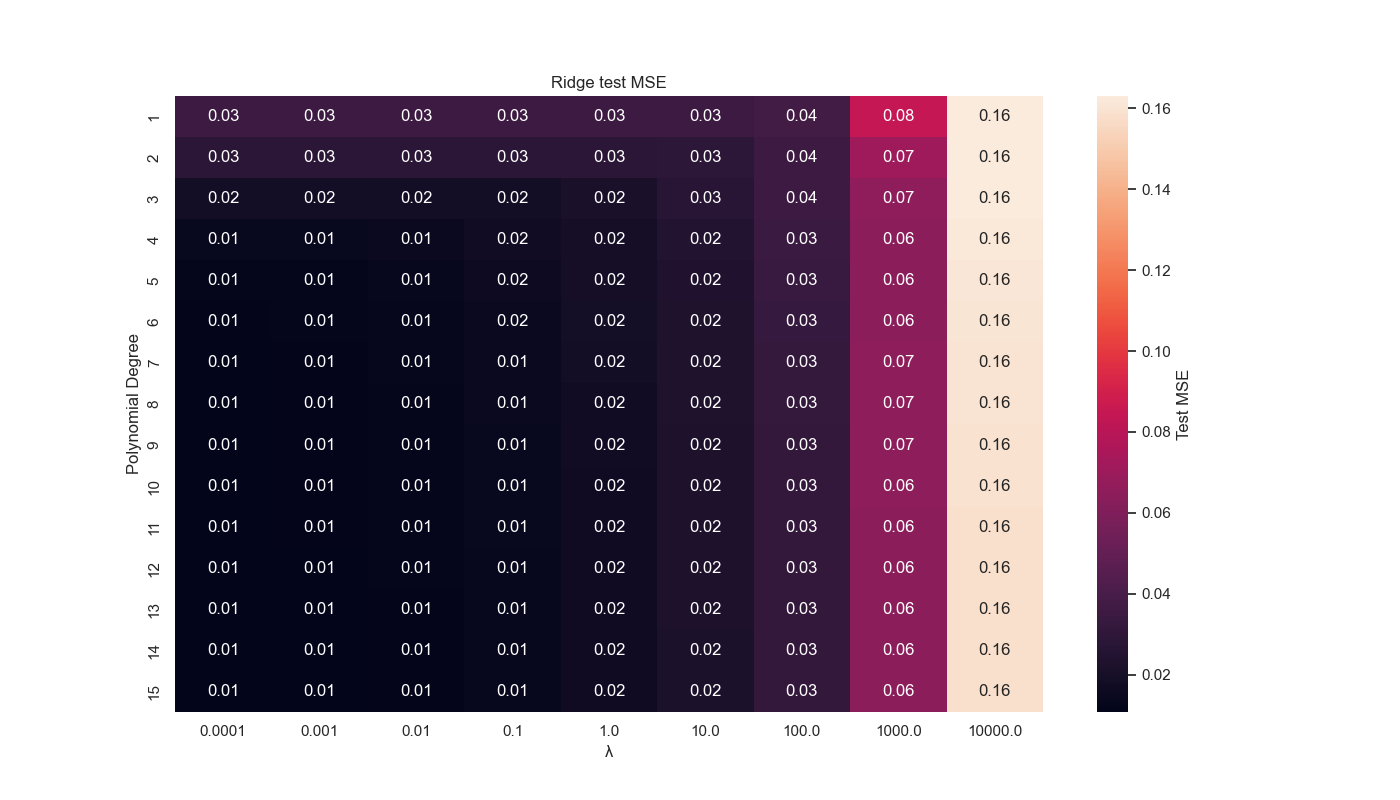 Ridge test MSE
1 0.03 0.03 0.03 0.03 0.03 0.03 0.04 0.08 0.16
2 0.03 0.03 0.03 0.03 0.03 0.03 0.04 0.07 0.16
3 0.02 0.02 0.02 0.02 0.02 0.03 0.04 0.07 0.16
4 0.01 0.01 0.01 0.02 0.02 0.02 0.03 0.06 0.16
5 0.01 0.01 0.01 0.02 0.02 0.02 0.03 0.06 0.16
6 0.01 0.01 0.01 0.02 0.02 0.02 0.03 0.06 0.16
7 0.01 0.01 0.01 0.01 0.02 0.02 0.03 0.07 0.16
8 0.01 0.01 0.01 0.01 0.02 0.02 0.03 0.07 0.16
9 0.01 0.01 0.01 0.01 0.02 0.02 0.03 0.07 0.16
10 0.01 0.01 0.01 0.01 0.02 0.02 0.03 0.06 0.16
11 0.01 0.01 0.01 0.01 0.02 0.02 0.03 0.06 0.16
12 0.01 0.01 0.01 0.01 0.02 0.02 0.03 0.06 0.16
13 0.01 0.01 0.01 0.01 0.02 0.02 0.03 0.06 0.16
14 0.01 0.01 0.01 0.01 0.02 0.02 0.03 0.06 0.16
15 0.01 0.01 0.01 0.01 0.02 0.02 0.03 0.06 0.16
0.0001 0.001 0.01 0.1 1.0 10.0 100.0 1000.0 10000.0
λ
Polynomial Degree
0.16
0.14
0.12
0.10
0.08
0.06
0.04
0.02
Test MSE